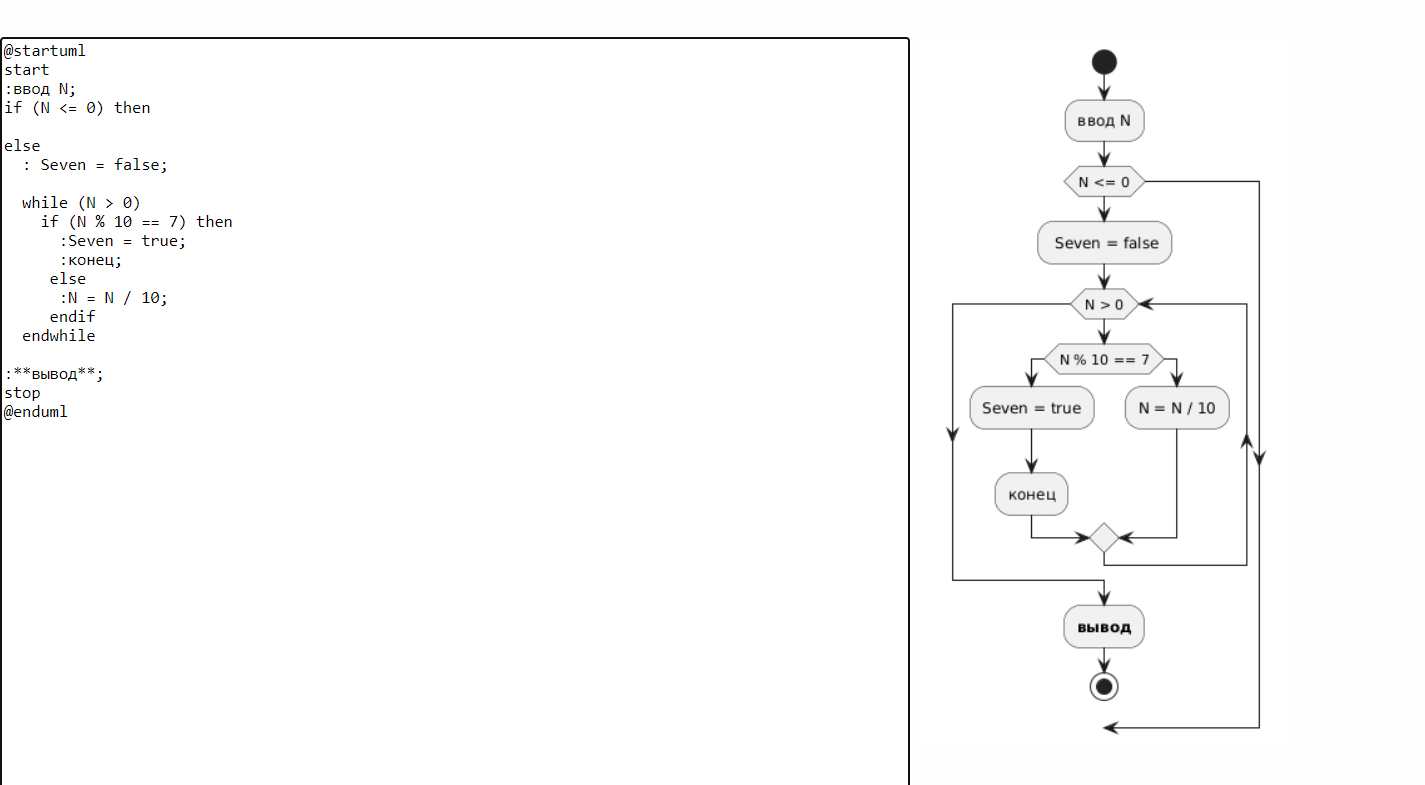 @startuml
start
:ввод N;
if (N <= 0) then
else
: Seven = false;
while (N > 0)
if (N % 10 == 7) then
:Seven = true;
:конец;
else
:N = N / 10;
endif
endwhile
:**вывод**;
stop
@enduml
ввод N
N <= 0
Seven = false
N > 0
N % 10 == 7
Seven = true
N = N / 10
конец
вывод